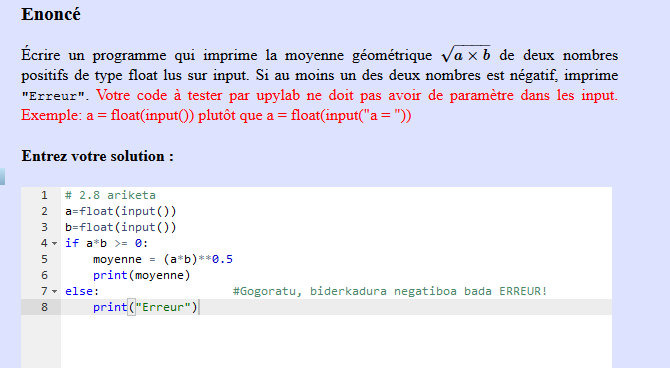 Enoncé
Écrire un programme qui imprime la moyenne géométrique √a × b de deux nombres
positifs de type float lus sur input. Si au moins un des deux nombres est négatif, imprime
"Erreur". Votre code à tester par upylab ne doit pas avoir de paramètre dans les input.
Exemple: a = float(input()) plutôt que a = float(input("a = "))
Entrez votre solution :
1 # 2.8 ariketa
2 a=float(input())
3 b=float(input())
4 if a*b >= 0:
5 moyenne = (a*b)**0.5
6 print(moyenne)
7 else: #Gogoratu, biderkadura negatiboa bada ERREUR!
8 print("Erreur")